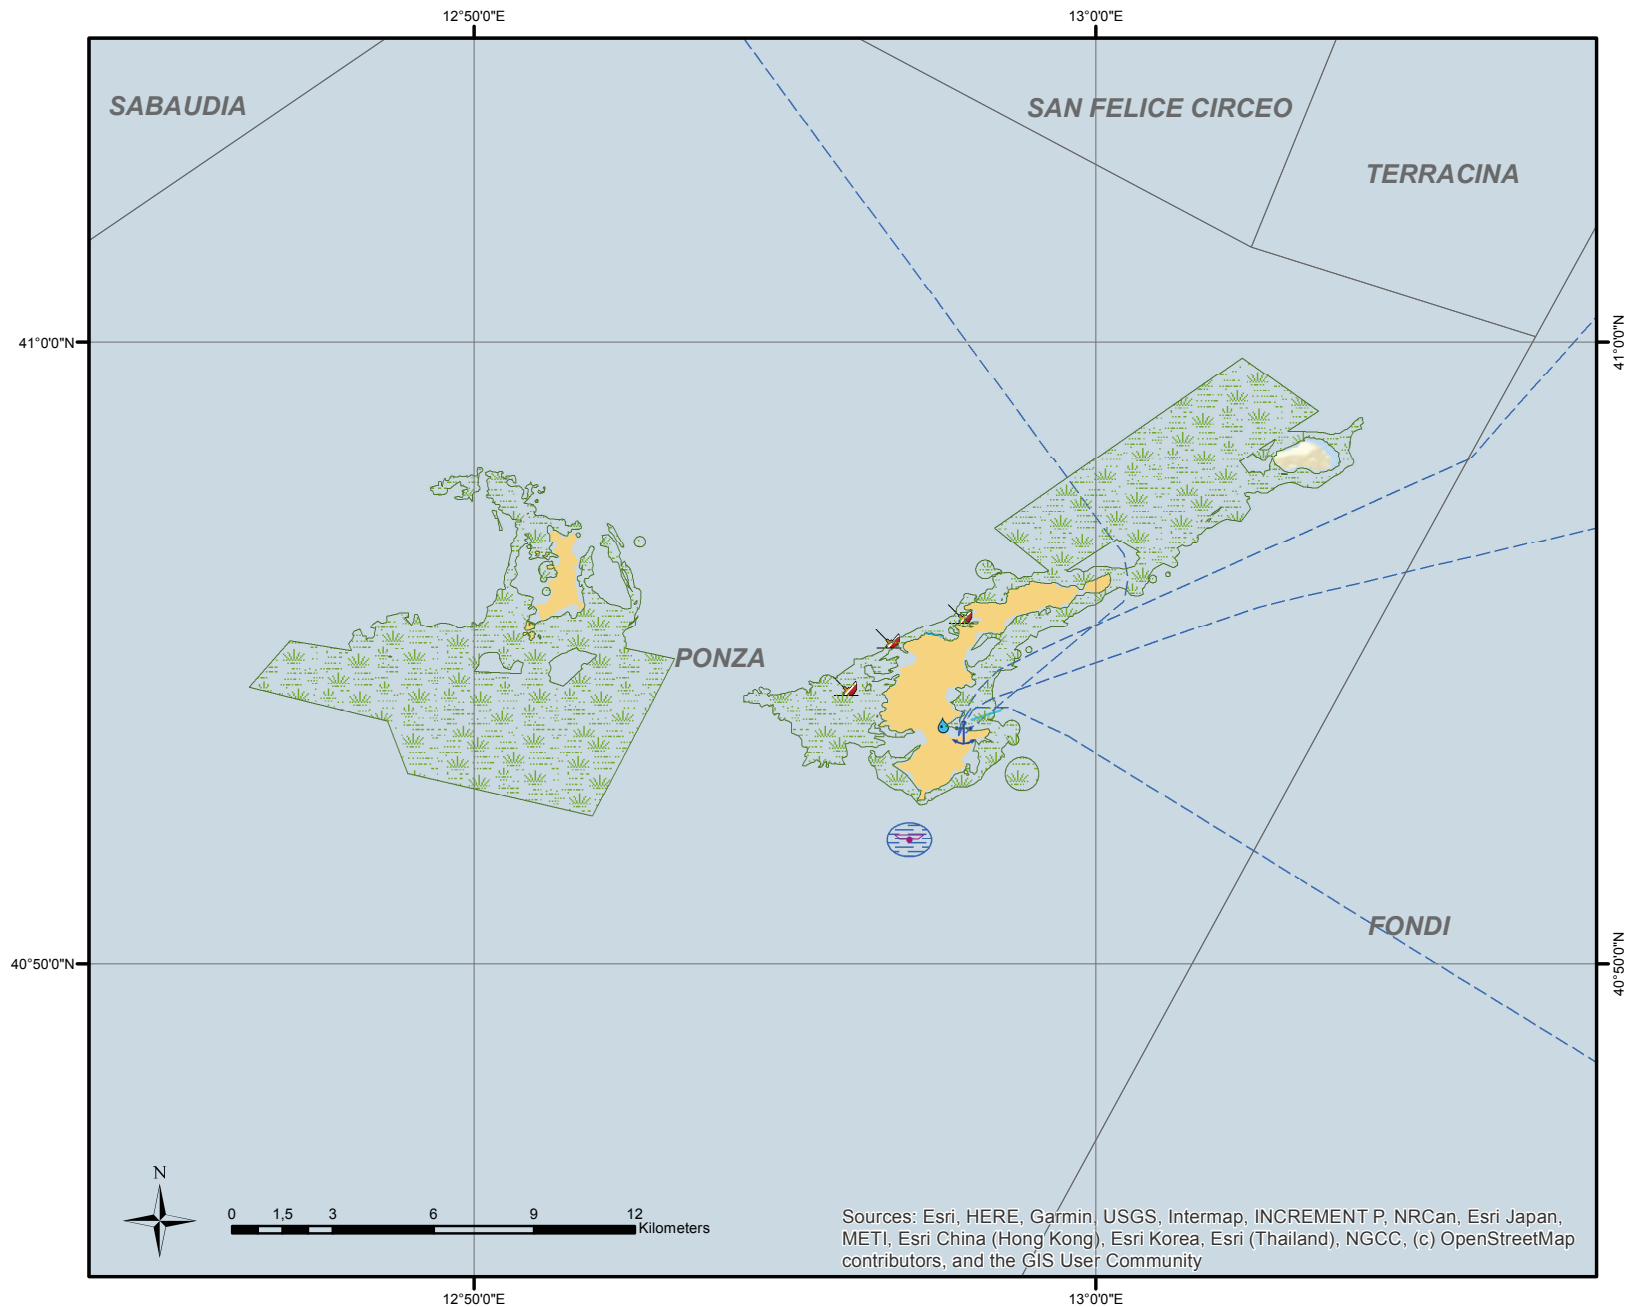 12°50'0"E
13°0'0"E
SABAUDIA
SAN FELICE CIRCEO
TERRACINA
41°0'0"N
41°0'0"N
PONZA
FONDI
40°50'0"N
40°50'0"N
N
0 1,5 3 6 9 12
Kilometers
Sources: Esri, HERE, Garmin, USGS, Intermap, INCREMENT P, NRCan, Esri Japan,
METI, Esri China (Hong Kong), Esri Korea, Esri (Thailand), NGCC, (c) OpenStreetMap
contributors, and the GIS User Community
12°50'0"E
13°0'0"E